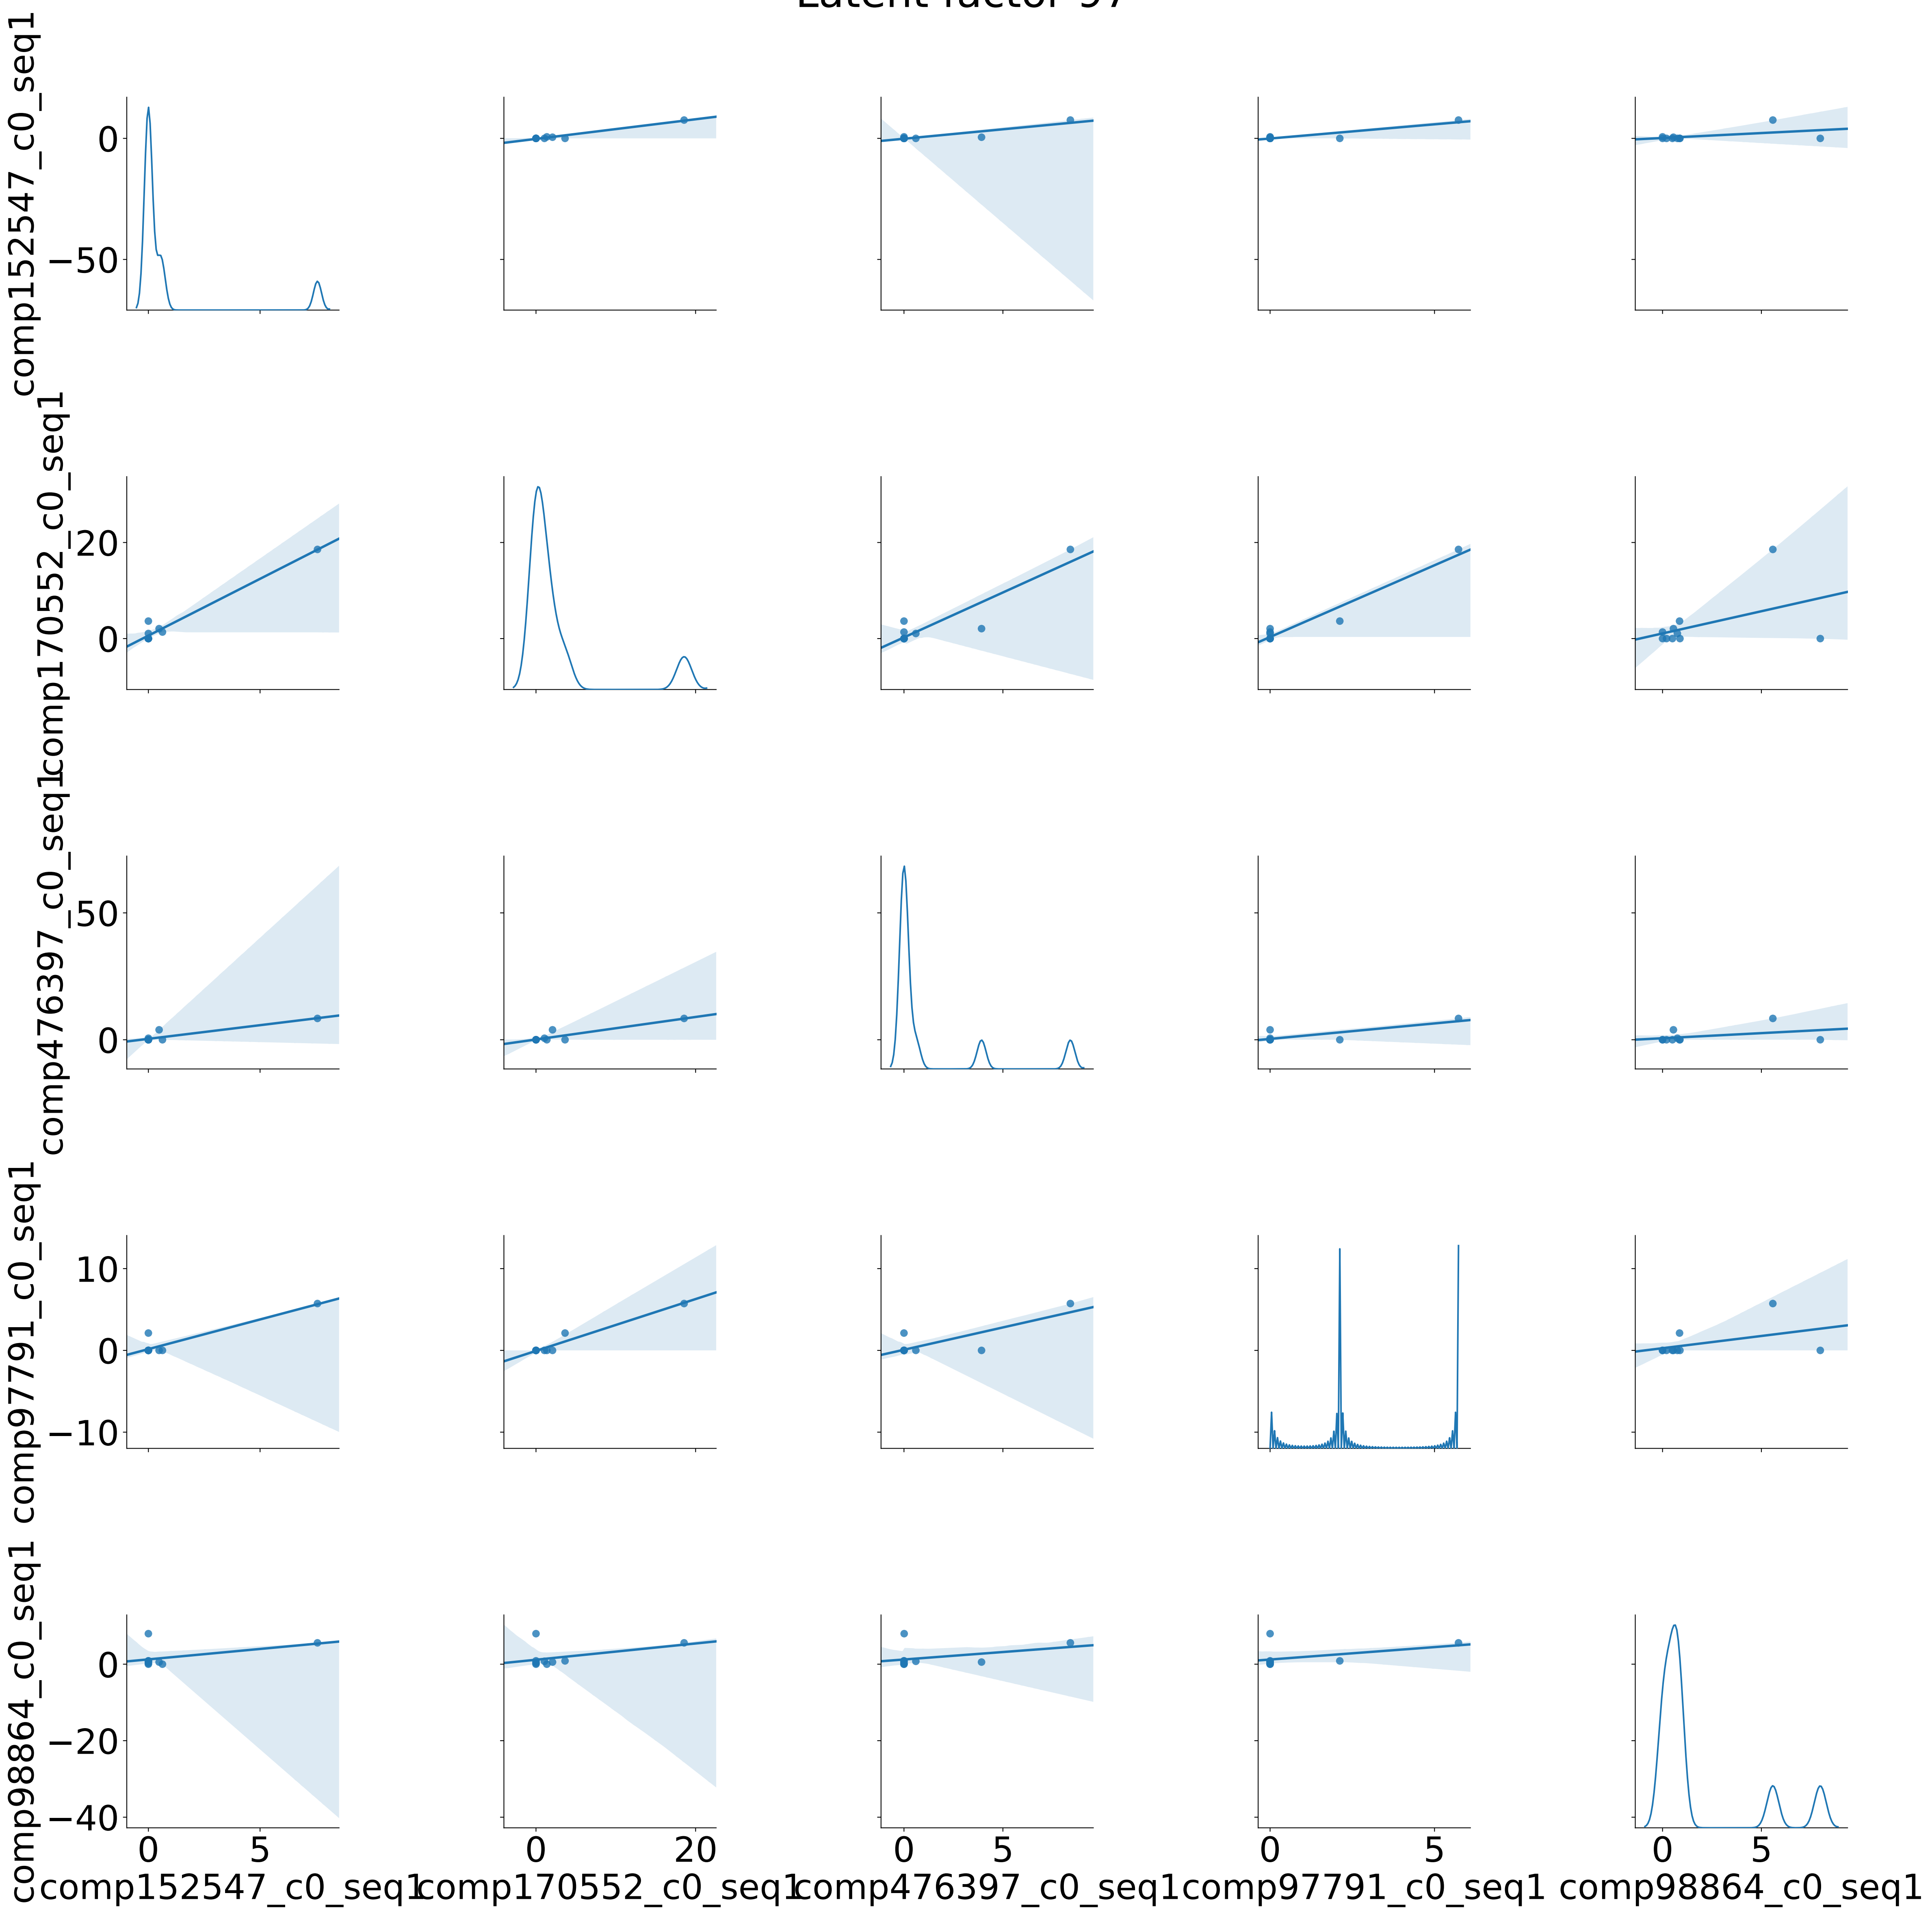 Latent factor 97
comp152547_c0_seq1
0
−50
comp170552_c0_seq1
20
0
comp476397_c0_seq1
50
0
comp97791_c0_seq1
10
0
−10
comp98864_c0_seq1
0
−20
−40
0 5 0 20 0 5 0 5 0 5
comp152547_c0_seq1 comp170552_c0_seq1 comp476397_c0_seq1 comp97791_c0_seq1 comp98864_c0_seq1